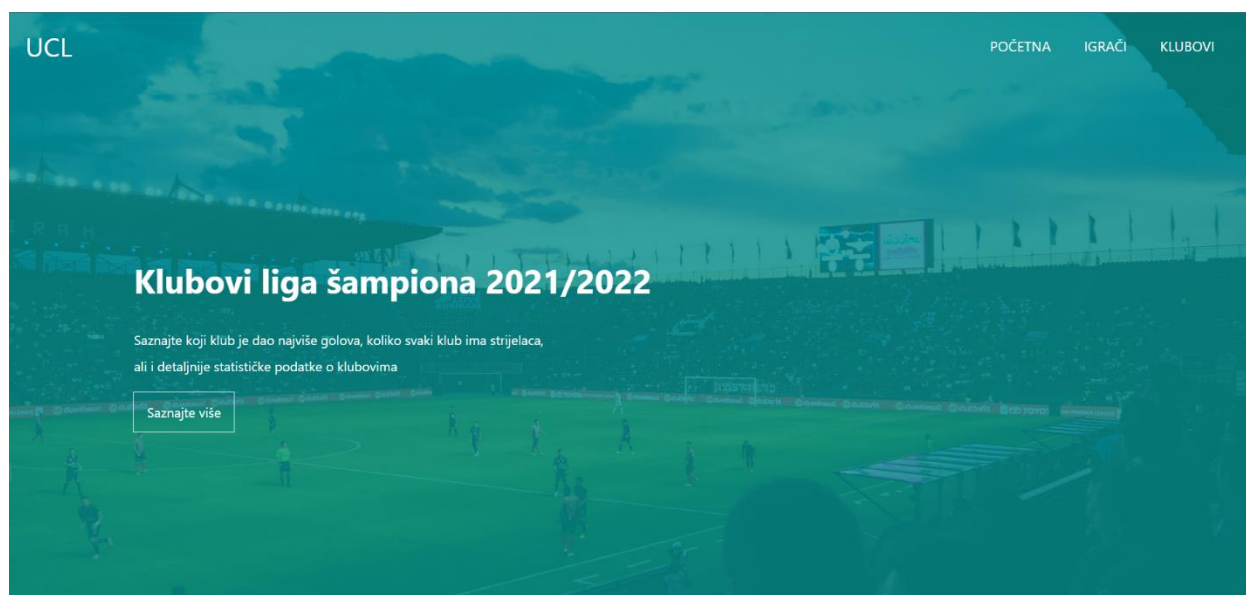 UCL
POČETNA IGRAČI KLUBOVI
Klubovi liga šampiona 2021/2022
Saznajte koji klub je dao najviše golova, koliko svaki klub ima strijelaca,
ali i detaljnije statističke podatke o klubovima
Saznajte više